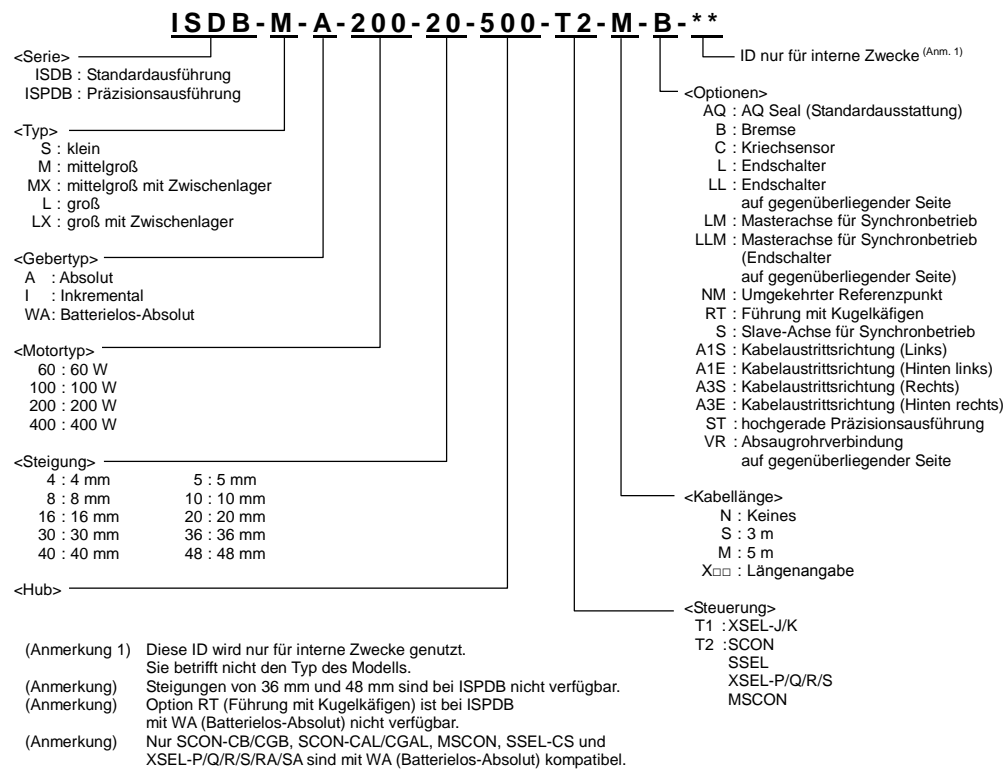 ISDB-M-A-200-20-500-T2-M-B-**
<Serie>
ISDB : Standardausführung
ISPDB : Präzisionsausführung
<Typ>
S : klein
M : mittelgroß
MX : mittelgroß mit Zwischenlager
L : groß
LX : groß mit Zwischenlager
<Gebertyp>
A : Absolut
I : Inkremental
WA: Batterielos-Absolut
<Motortyp>
60 : 60 W
100 : 100 W
200 : 200 W
400 : 400 W
<Steigung>
4 : 4 mm 5 : 5 mm
8 : 8 mm 10 : 10 mm
16 : 16 mm 20 : 20 mm
30 : 30 mm 36 : 36 mm
40 : 40 mm 48 : 48 mm
<Hub>
ID nur für interne Zwecke (Anm. 1)
<Optionen>
AQ : AQ Seal (Standardausstattung)
B : Bremse
C : Kriechsensor
L : Endschalter
LL : Endschalter
auf gegenüberliegender Seite
LM : Masterachse für Synchronbetrieb
LLM : Masterachse für Synchronbetrieb
(Endschalter
auf gegenüberliegender Seite)
NM : Umgekehrter Referenzpunkt
RT : Führung mit Kugelkäfigen
S : Slave-Achse für Synchronbetrieb
A1S : Kabelaustrittsrichtung (Links)
A1E : Kabelaustrittsrichtung (Hinten links)
A3S : Kabelaustrittsrichtung (Rechts)
A3E : Kabelaustrittsrichtung (Hinten rechts)
ST : hochgerade Präzisionsausführung
VR : Absaugrohrverbindung
auf gegenüberliegender Seite
<Kabellänge>
N : Keines
S : 3 m
M : 5 m
X□□ : Längenangabe
<Steuerung>
T1 :XSEL-J/K
T2 :SCON
SSEL
XSEL-P/Q/R/S
MSCON
(Anmerkung 1) Diese ID wird nur für interne Zwecke genutzt.
Sie betrifft nicht den Typ des Modells.
(Anmerkung) Steigungen von 36 mm und 48 mm sind bei ISPDB nicht verfügbar.
(Anmerkung) Option RT (Führung mit Kugelkäfigen) ist bei ISPDB
mit WA (Batterielos-Absolut) nicht verfügbar.
(Anmerkung) Nur SCON-CB/CGB, SCON-CAL/CGAL, MSCON, SSEL-CS und
XSEL-P/Q/R/S/RA/SA sind mit WA (Batterielos-Absolut) kompatibel.